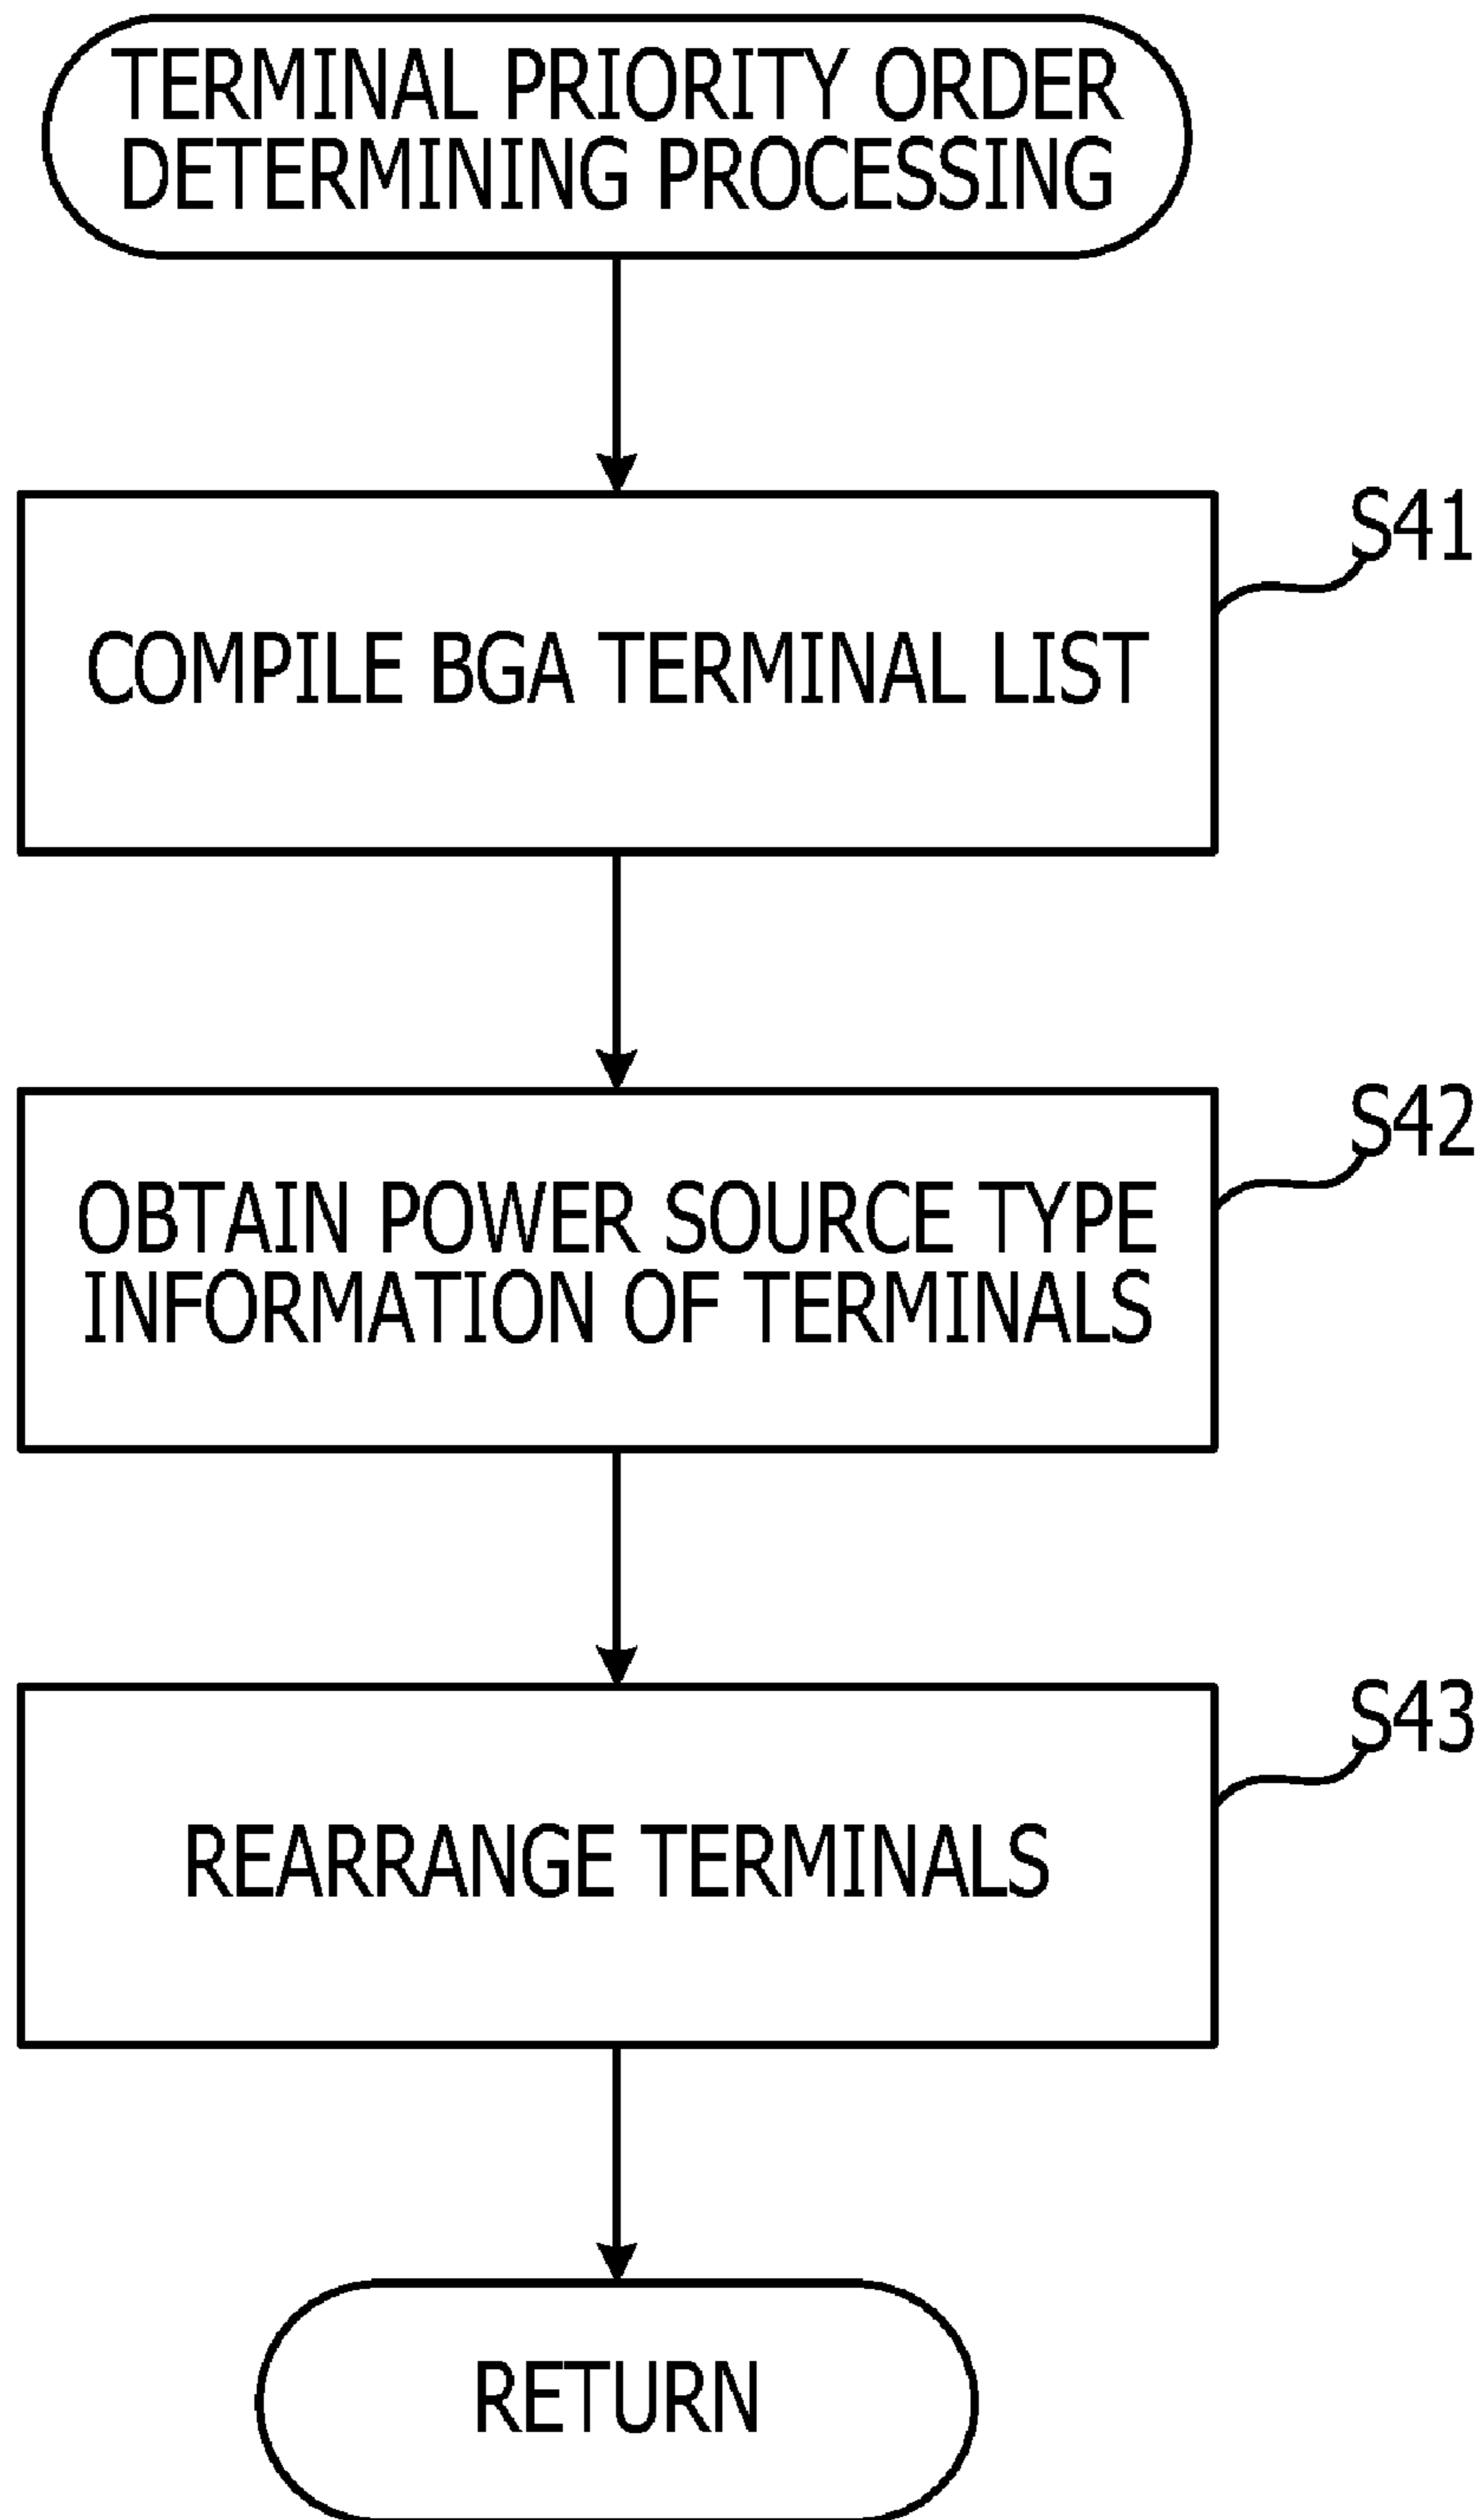 TERMINAL PRIORITY ORDER
DETERMINING PROCESSING
S41
COMPILE BGA TERMINAL LIST
S42
OBTAIN POWER SOURCE TYPE
INFORMATION OF TERMINALS
S43
REARRANGE TERMINALS
RETURN